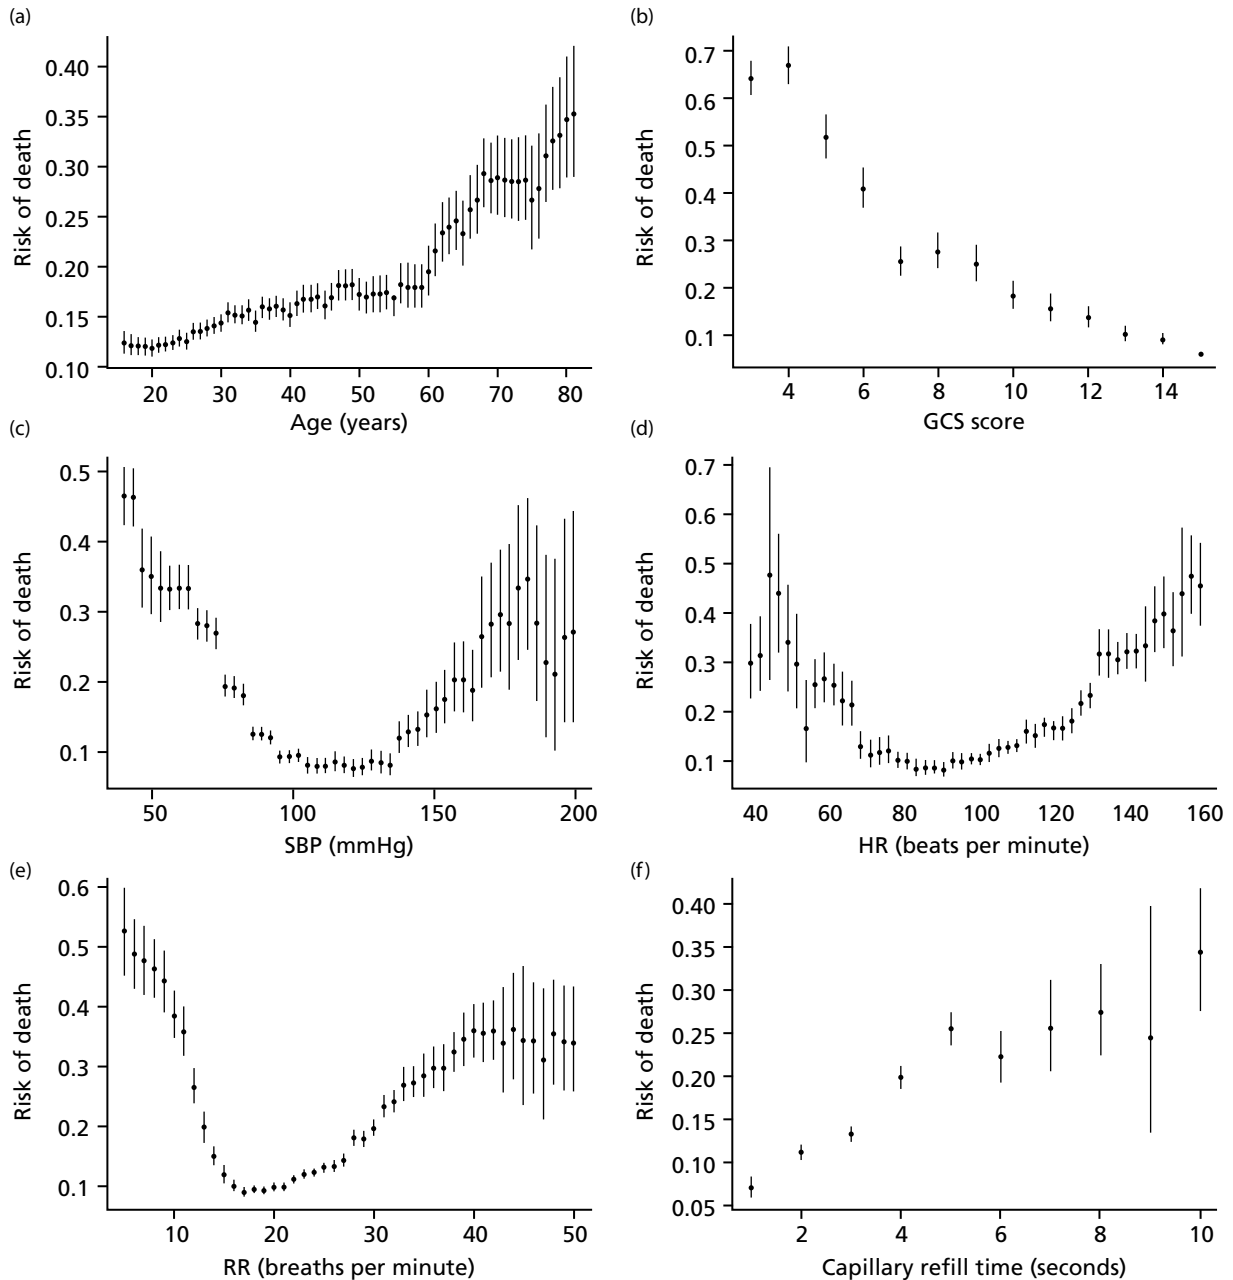 (a)
0.40
0.35
0.30
0.25
0.20
0.15
0.10
Risk of death
20 30 40 50 60 70 80
Age (years)
(b)
0.7
0.6
0.5
0.4
0.3
0.2
0.1
Risk of death
4 6 8 10 12 14
GCS score
(c)
0.5
0.4
0.3
0.2
0.1
Risk of death
50 100 150 200
SBP (mmHg)
(d)
0.7
0.6
0.5
0.4
0.3
0.2
0.1
Risk of death
40 60 80 100 120 140 160
HR (beats per minute)
(e)
0.6
0.5
0.4
0.3
0.2
0.1
Risk of death
10 20 30 40 50
RR (breaths per minute)
(f)
0.40
0.35
0.30
0.25
0.20
0.15
0.10
0.05
Risk of death
2 4 6 8 10
Capillary refill time (seconds)